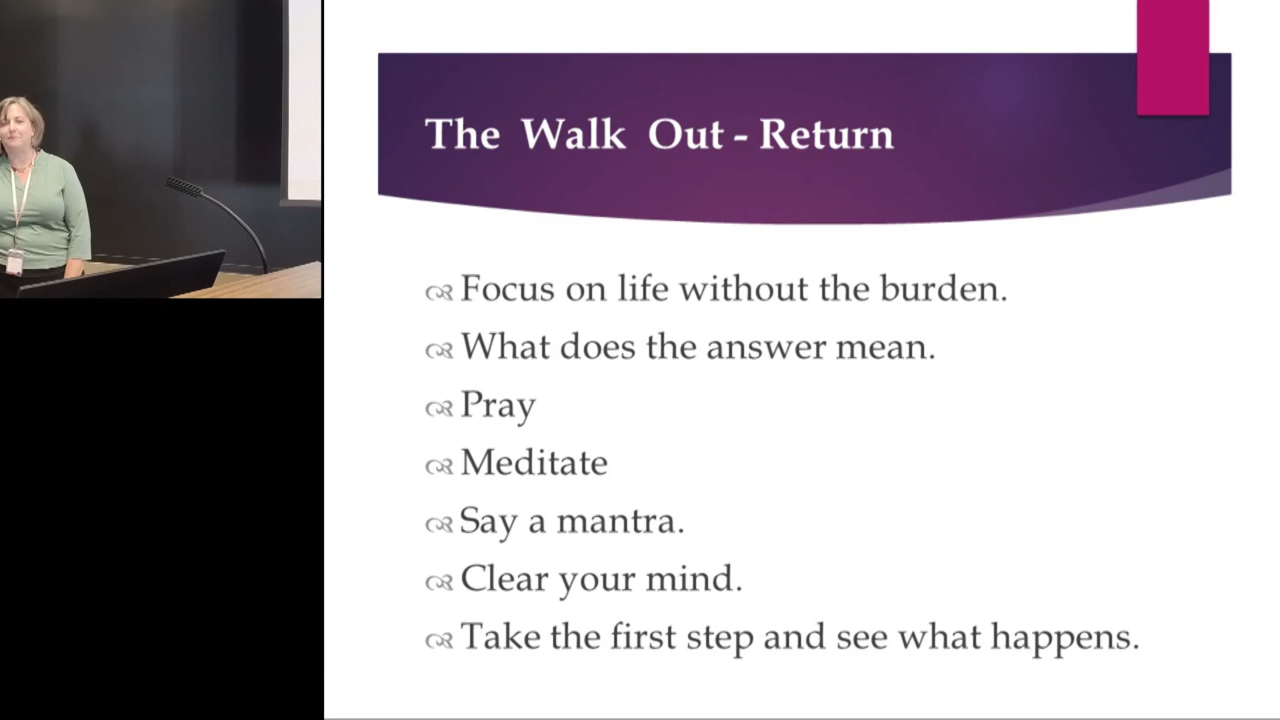 The Walk Out - Return
Focus on life without the burden.
What does the answer mean.
Pray
Meditate
Say a mantra.
Clear your mind.
Take the first step and see what happens.